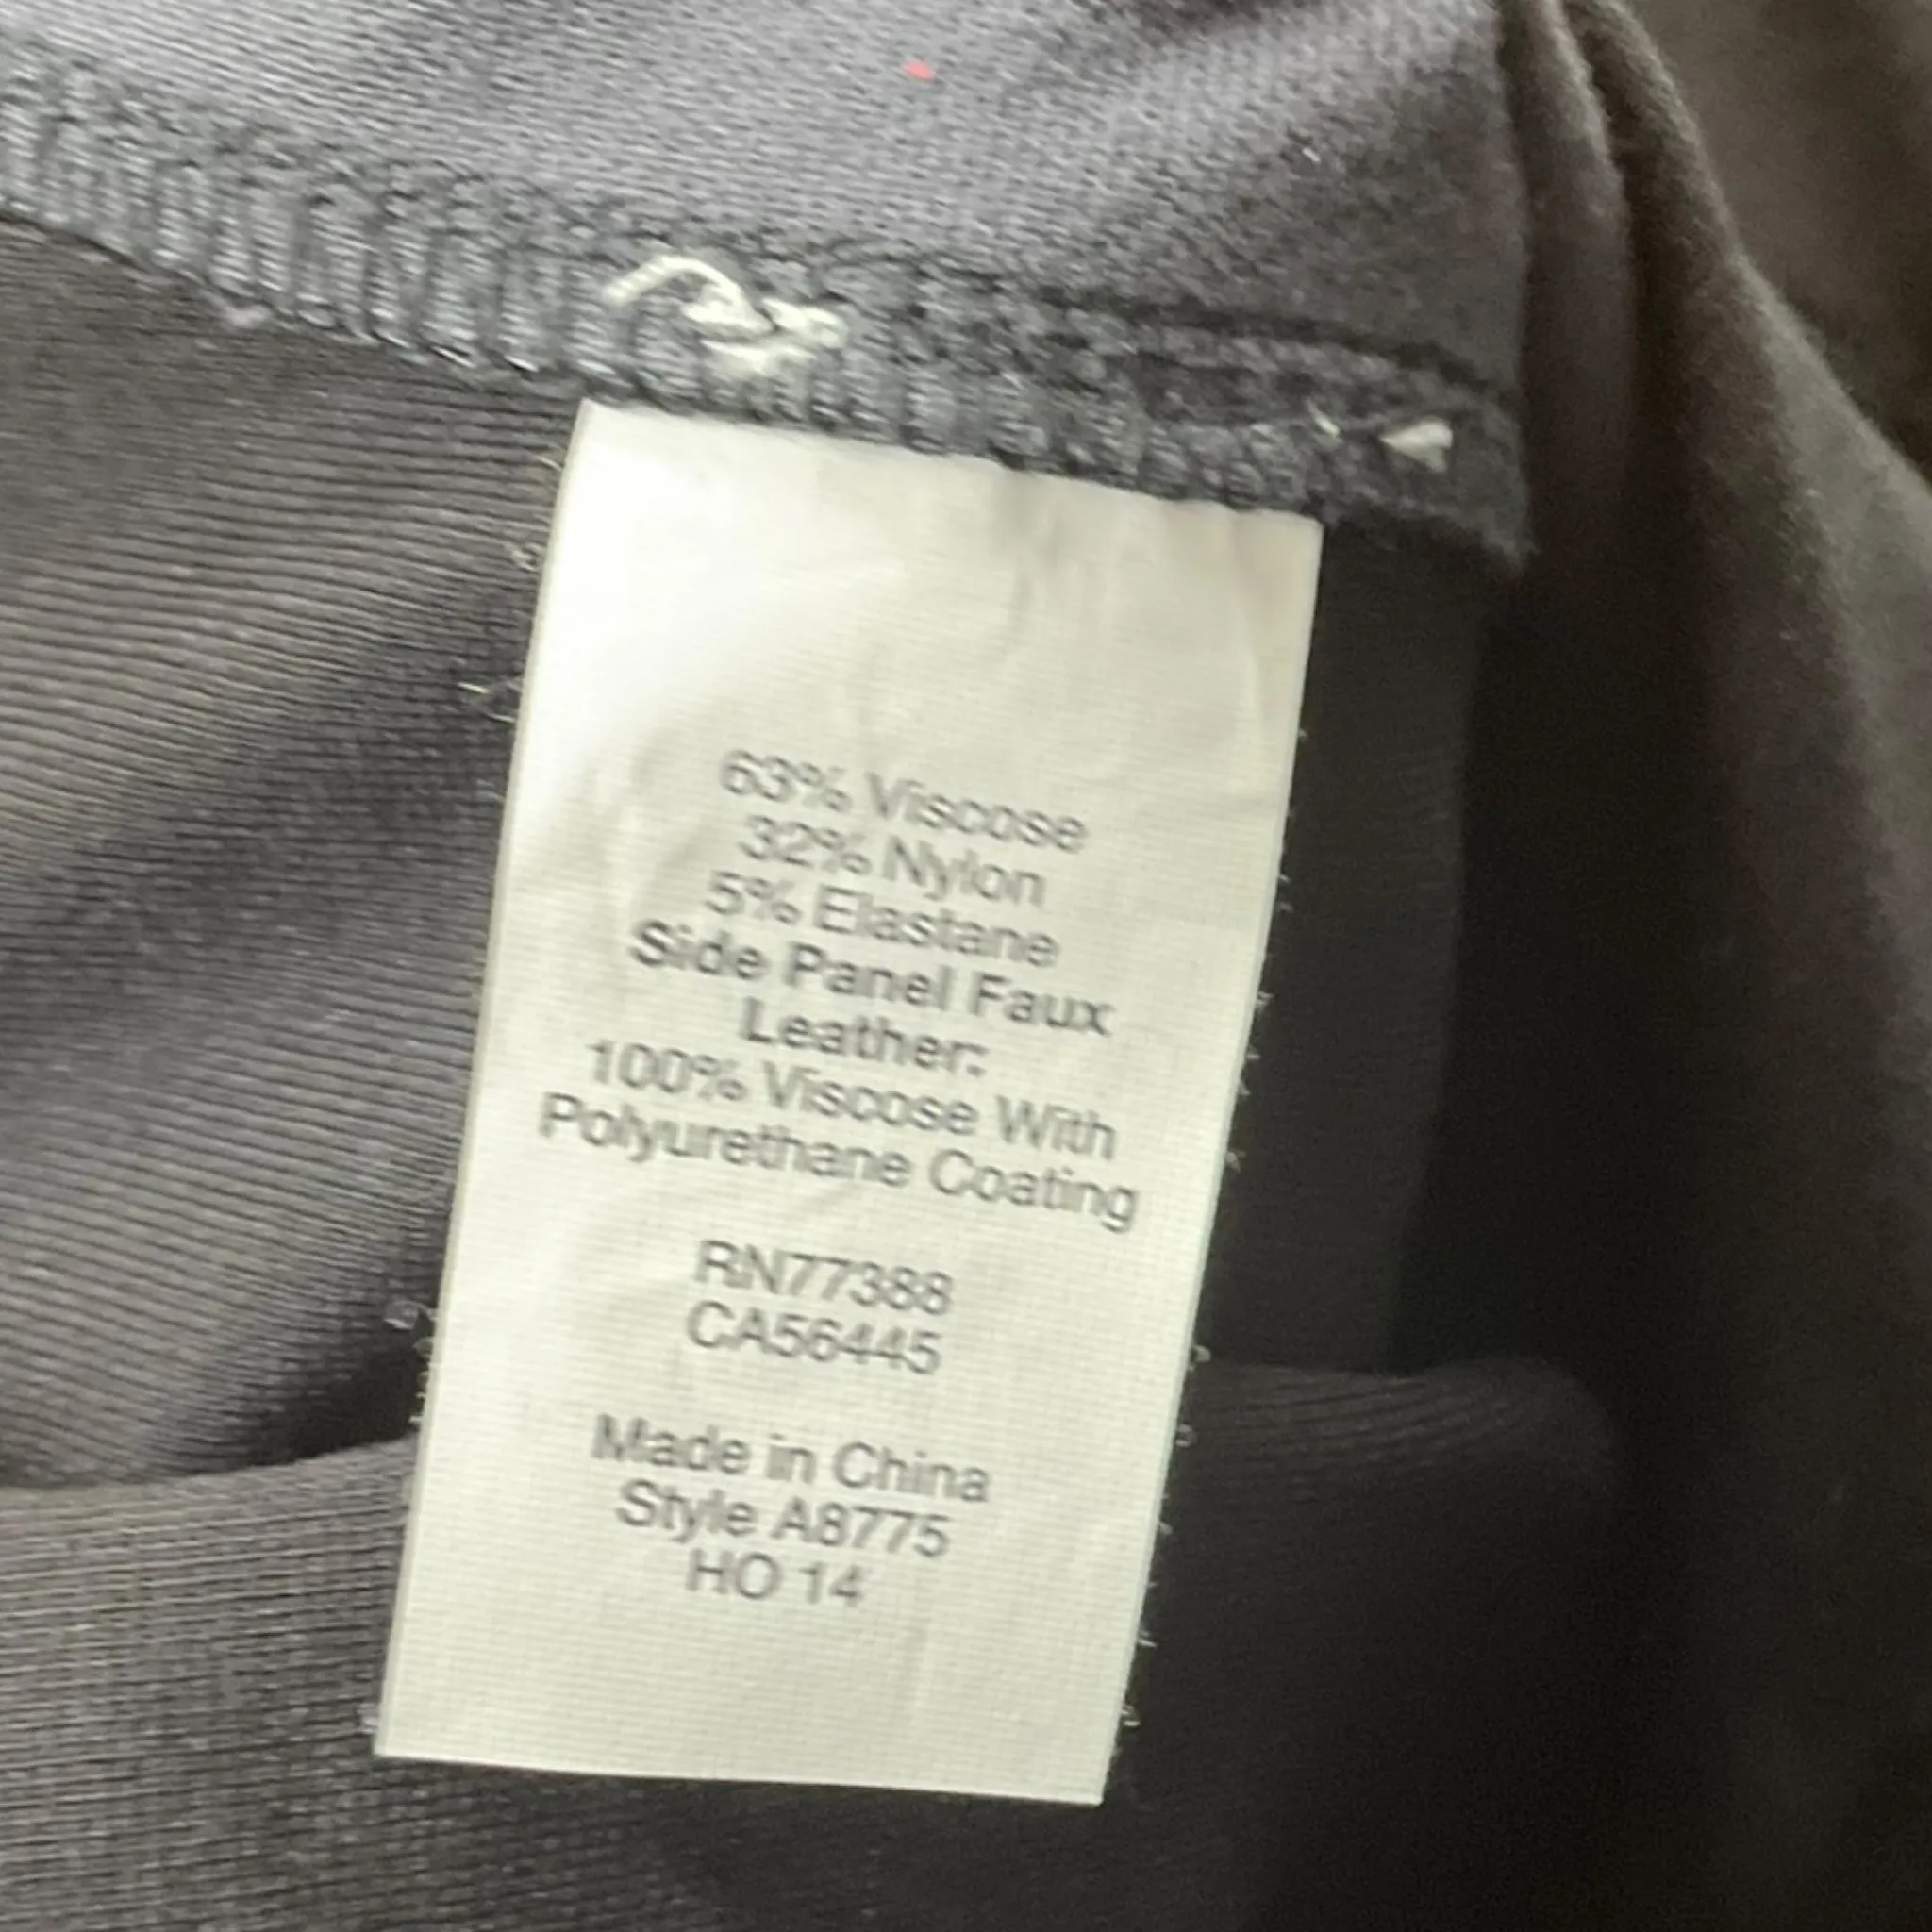 63% Viscose
32% Nylon
5% Elastane
Side Panel Faux
Leather:
100% Viscose With
Polyurethane Coating
RN77388
CA56445
Made in China
Style A8775
HO 14